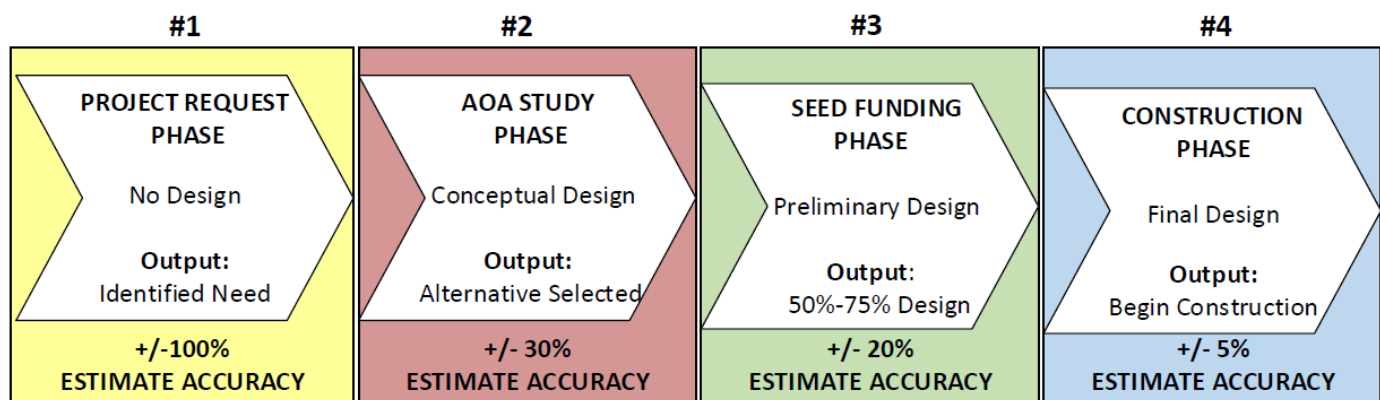 #1
PROJECT REQUEST
PHASE
No Design
Output:
Identified Need
+/-100%
ESTIMATE ACCURACY
#2
AOA STUDY
PHASE
Conceptual Design
Output:
Alternative Selected
+/- 30%
ESTIMATE ACCURACY
#3
SEED FUNDING
PHASE
Preliminary Design
Output:
50%-75% Design
+/- 20%
ESTIMATE ACCURACY
#4
CONSTRUCTION
PHASE
Final Design
Output:
Begin Construction
+/- 5%
ESTIMATE ACCURACY